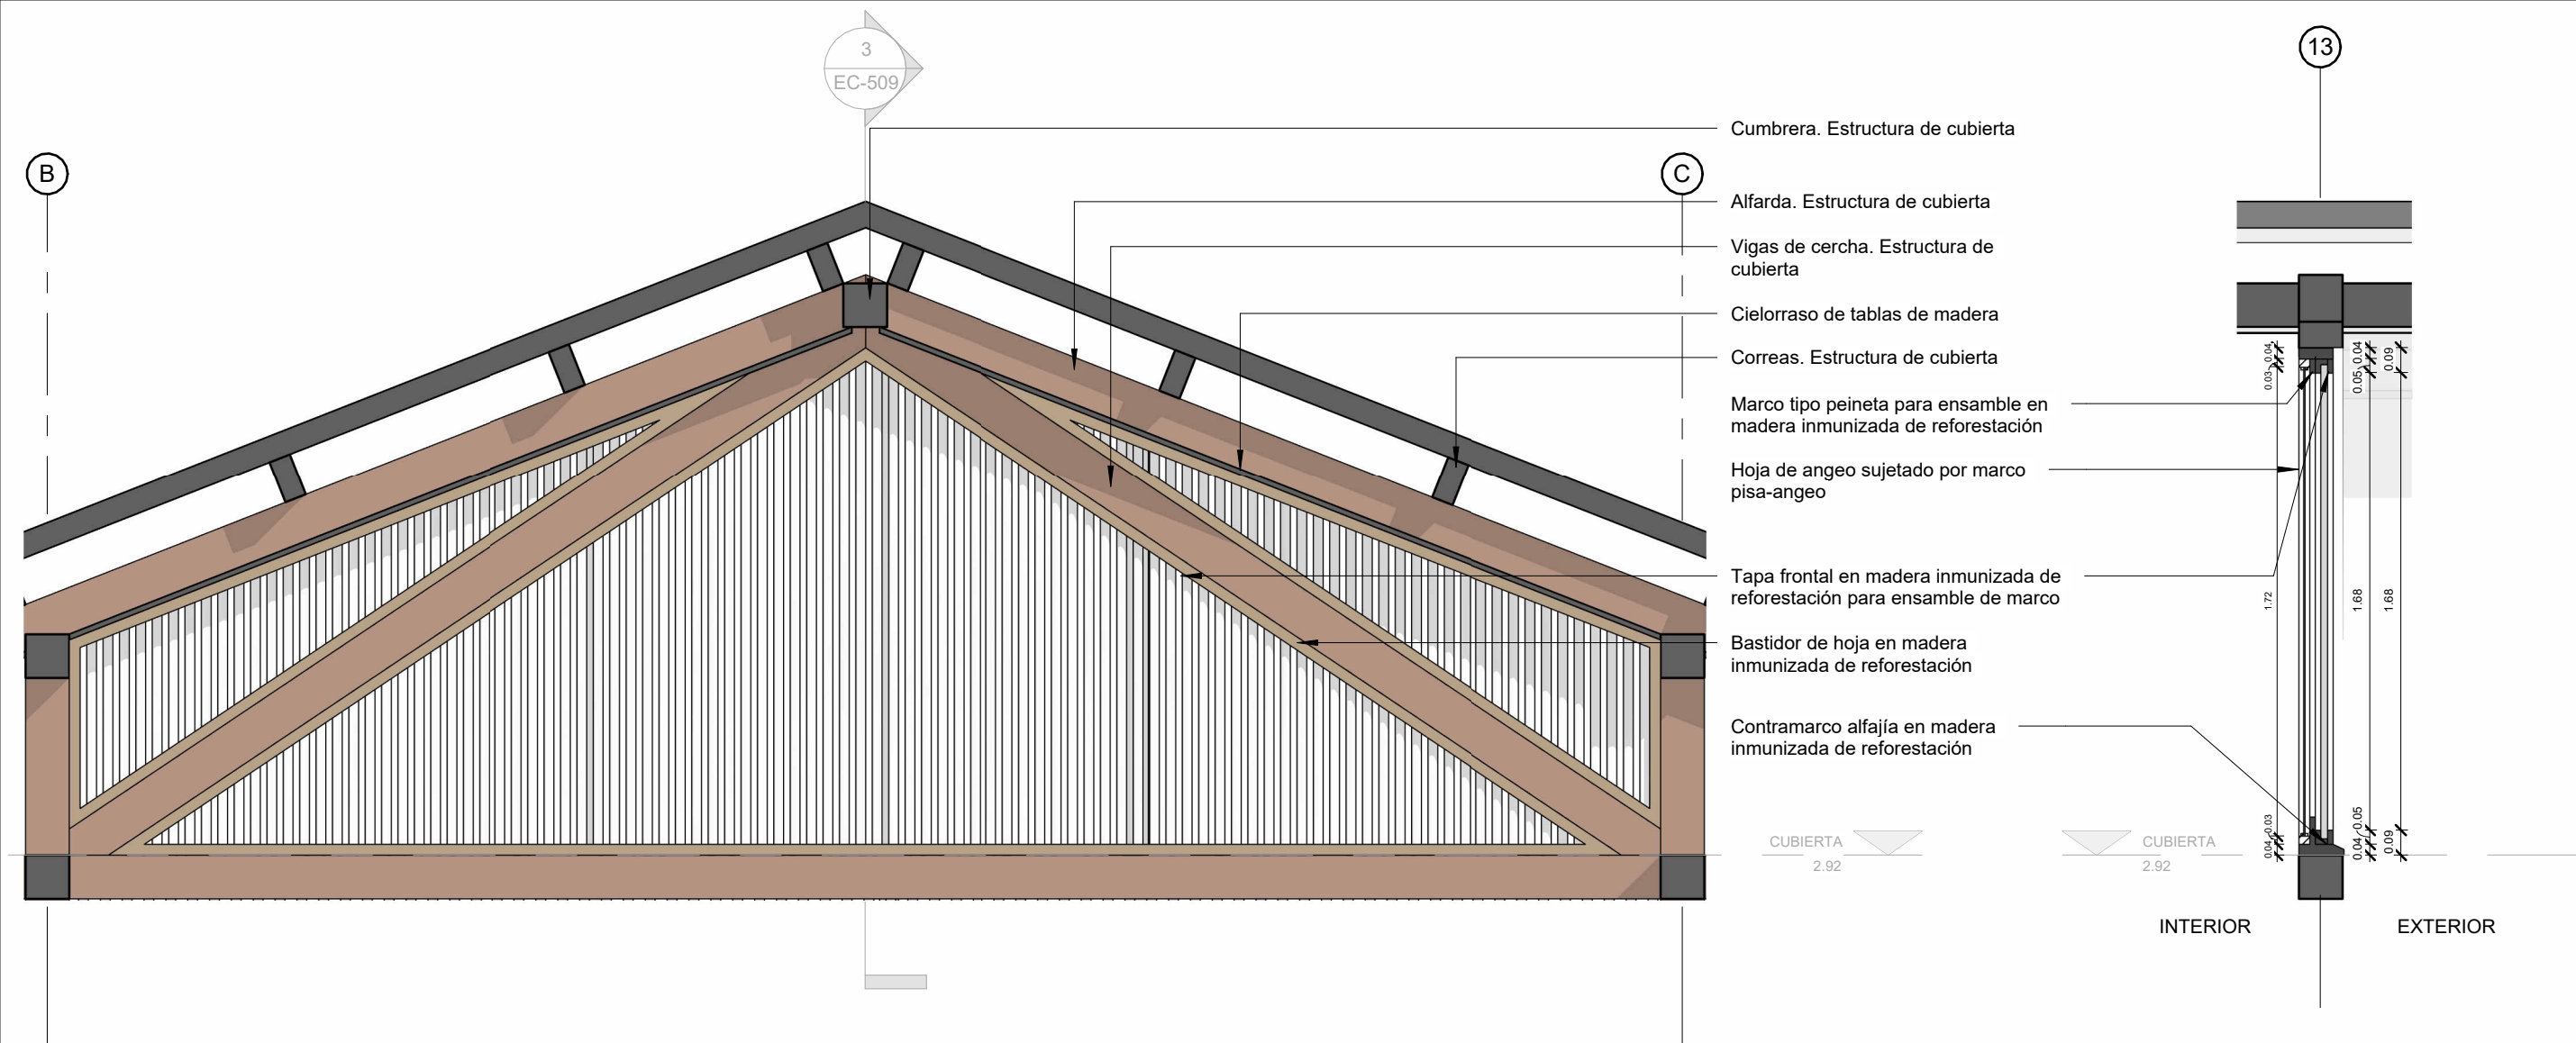 3
EC-509
13
B
C
Cumbrera. Estructura de cubierta
Alfarda. Estructura de cubierta
Vigas de cercha. Estructura de
cubierta
Cielorraso de tablas de madera
Correas. Estructura de cubierta
Marco tipo peineta para ensamble en
madera inmunizada de reforestación
Hoja de angeo sujetado por marco
pisa-angeo
Tapa frontal en madera inmunizada de
reforestación para ensamble de marco
Bastidor de hoja en madera
inmunizada de reforestación
Contramarco alfajía en madera
inmunizada de reforestación
0.04
0.03
1.72
0.03
0.04
0.04
0.05
1.68
0.05
0.04
0.09
1.68
0.09
CUBIERTA
2.92
CUBIERTA
2.92
INTERIOR
EXTERIOR